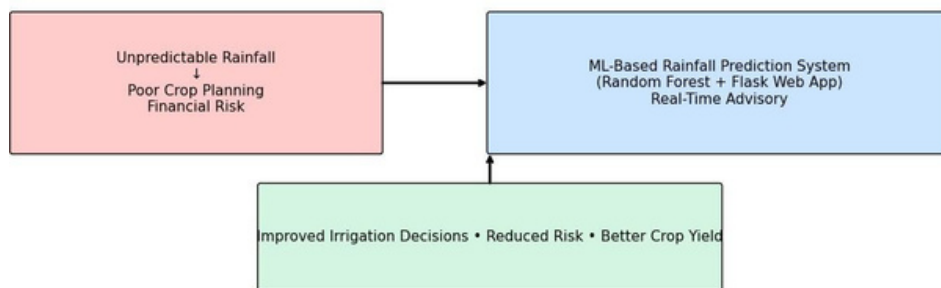 Unpredictable Rainfall
↓
Poor Crop Planning
Financial Risk
ML-Based Rainfall Prediction System
(Random Forest + Flask Web App)
Real-Time Advisory
Improved Irrigation Decisions • Reduced Risk • Better Crop Yield